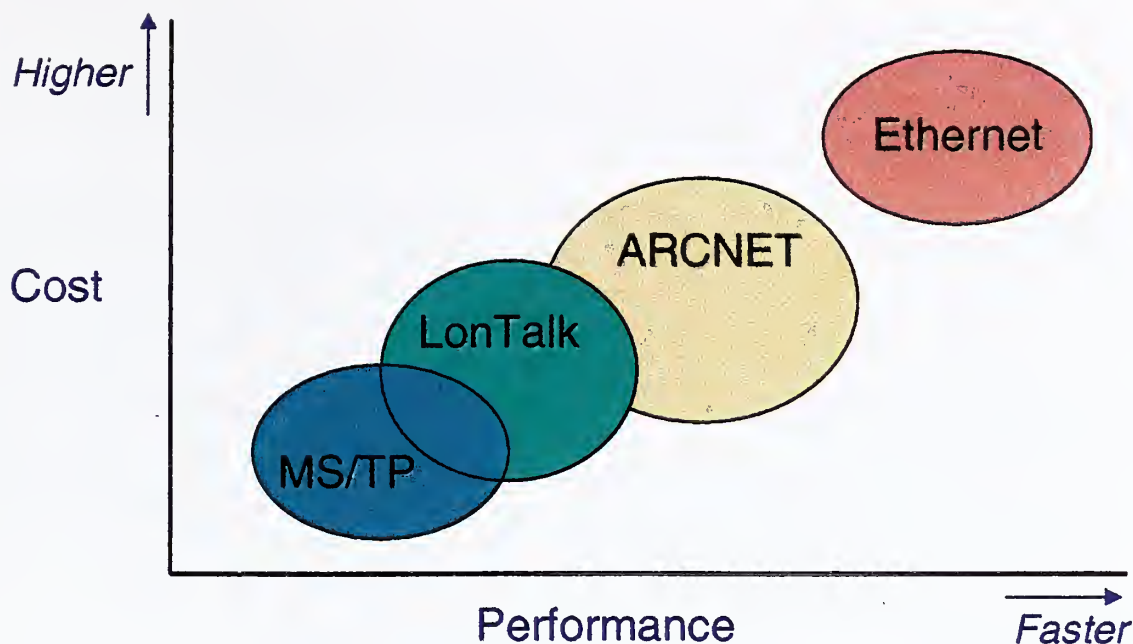 Higher
Ethernet
ARCNET
Cost
LonTalk
MS/TP
Performance
Faster